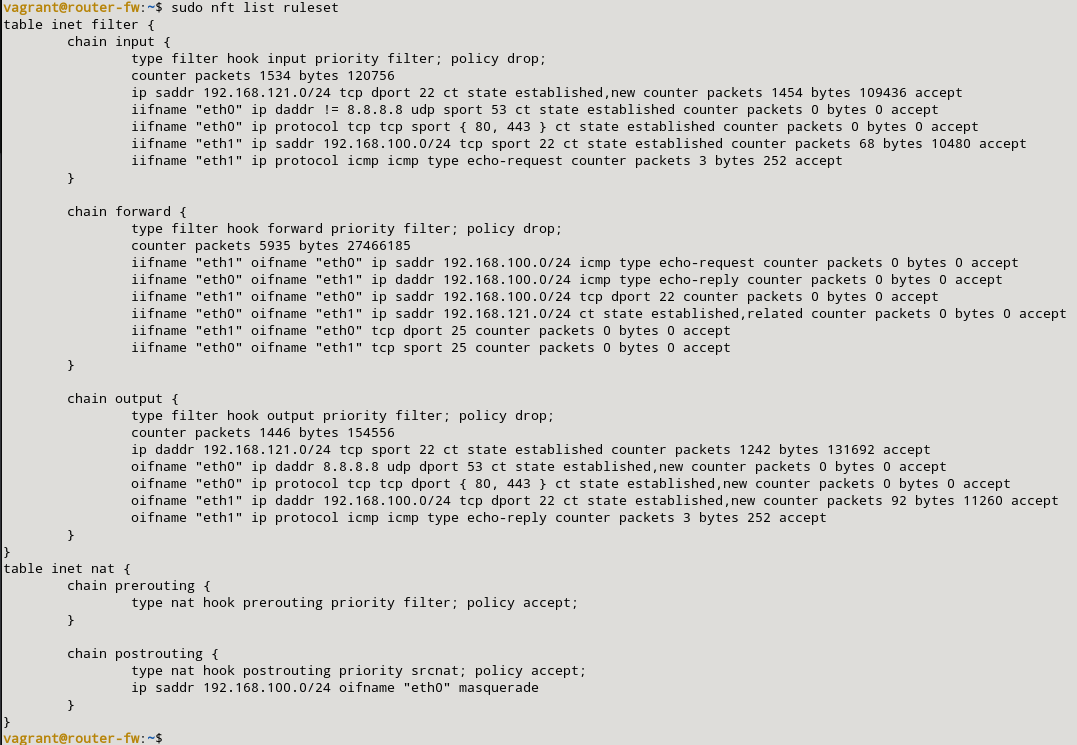 vagrant@router-fw:~$ sudo nft list ruleset
table inet filter {
        chain input {
                type filter hook input priority filter; policy drop;
                counter packets 1534 bytes 120756
                ip saddr 192.168.121.0/24 tcp dport 22 ct state established,new counter packets 1454 bytes 109436 accept
                iifname "eth0" ip daddr != 8.8.8.8 udp sport 53 ct state established counter packets 0 bytes 0 accept
                iifname "eth0" ip protocol tcp tcp sport { 80, 443 } ct state established counter packets 0 bytes 0 accept
                iifname "eth1" ip saddr 192.168.100.0/24 tcp sport 22 ct state established counter packets 68 bytes 10480 accept
                iifname "eth1" ip protocol icmp icmp type echo-request counter packets 3 bytes 252 accept
        }

        chain forward {
                type filter hook forward priority filter; policy drop;
                counter packets 5935 bytes 27466185
                iifname "eth1" oifname "eth0" ip saddr 192.168.100.0/24 icmp type echo-request counter packets 0 bytes 0 accept
                iifname "eth0" oifname "eth1" ip daddr 192.168.100.0/24 icmp type echo-reply counter packets 0 bytes 0 accept
                iifname "eth1" oifname "eth0" ip saddr 192.168.100.0/24 tcp dport 22 counter packets 0 bytes 0 accept
                iifname "eth0" oifname "eth1" ip saddr 192.168.121.0/24 ct state established,related counter packets 0 bytes 0 accept
                iifname "eth1" oifname "eth0" tcp dport 25 counter packets 0 bytes 0 accept
                iifname "eth0" oifname "eth1" tcp sport 25 counter packets 0 bytes 0 accept
        }

        chain output {
                type filter hook output priority filter; policy drop;
                counter packets 1446 bytes 154556
                ip daddr 192.168.121.0/24 tcp sport 22 ct state established counter packets 1242 bytes 131692 accept
                oifname "eth0" ip daddr 8.8.8.8 udp dport 53 ct state established,new counter packets 0 bytes 0 accept
                oifname "eth0" ip protocol tcp tcp dport { 80, 443 } ct state established,new counter packets 0 bytes 0 accept
                oifname "eth1" ip daddr 192.168.100.0/24 tcp dport 22 ct state established,new counter packets 92 bytes 11260 accept
                oifname "eth1" ip protocol icmp icmp type echo-reply counter packets 3 bytes 252 accept
        }
}
table inet nat {
        chain prerouting {
                type nat hook prerouting priority filter; policy accept;
        }

        chain postrouting {
                type nat hook postrouting priority srcnat; policy accept;
                ip saddr 192.168.100.0/24 oifname "eth0" masquerade
        }
}
vagrant@router-fw:~$